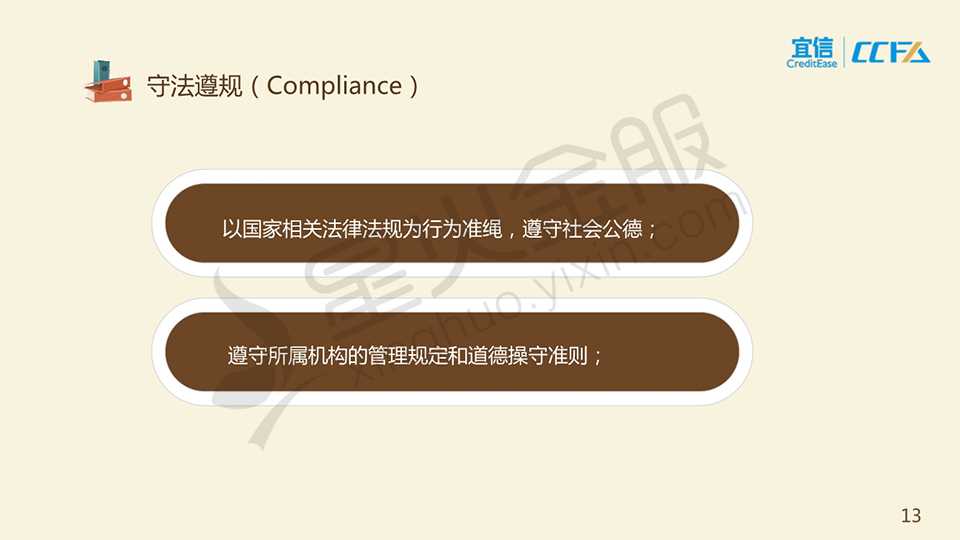 宜信
CreditEase
CCFA
守法遵规（Compliance）
以国家相关法律法规为行为准绳，遵守社会公德；
遵守所属机构的管理规定和道德操守准则；
星火金服
xinghuo.yixin.com
13